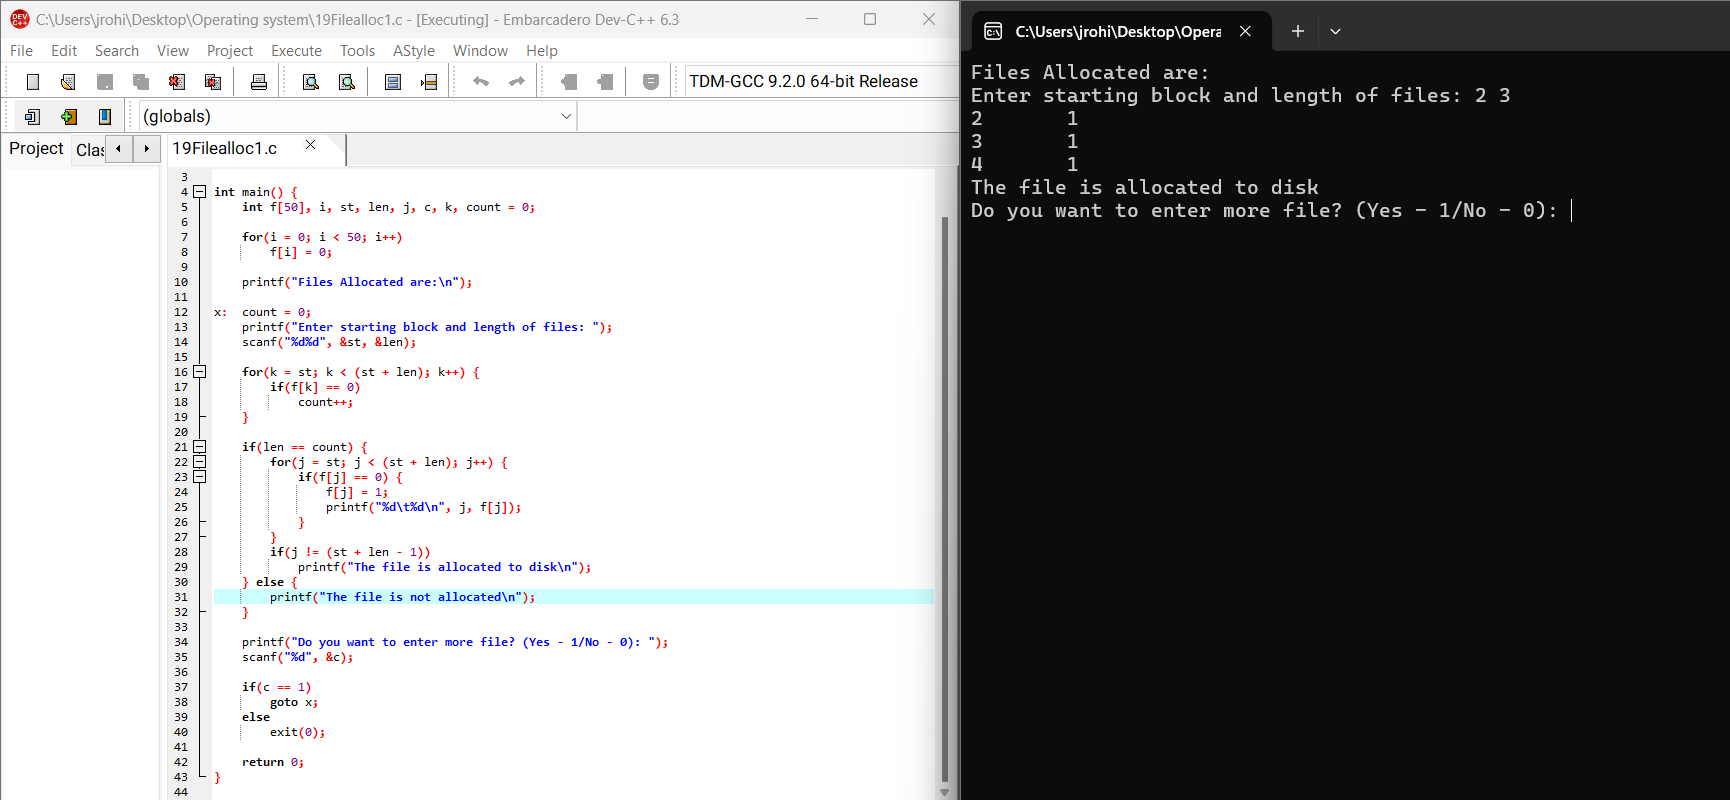 C:\Users\jrohi\Desktop\Operating system\19Filealloc1.c - [Executing] - Embarcadero Dev-C++ 6.3
File Edit Search View Project Execute Tools AStyle Window Help
TDM-GCC 9.2.0 64-bit Release
(globals)
Project Clas 19Filealloc1.c
3
4 int main() {
5 int f[50], i, st, len, j, c, k, count = 0;
6
7 for(i = 0; i < 50; i++)
8 f[i] = 0;
9
10 printf("Files Allocated are:\n");
11
12 x: count = 0;
13 printf("Enter starting block and length of files: ");
14 scanf("%d%d", &st, &len);
15
16 for(k = st; k < (st + len); k++) {
17 if(f[k] == 0)
18 count++;
19 }
20
21 if(len == count) {
22 for(j = st; j < (st + len); j++) {
23 if(f[j] == 0) {
24 f[j] = 1;
25 printf("%d\t%d\n", j, f[j]);
26 }
27 }
28 if(j != (st + len - 1))
29 printf("The file is allocated to disk\n");
30 } else {
31 printf("The file is not allocated\n");
32 }
33
34 printf("Do you want to enter more file? (Yes - 1/No - 0): ");
35 scanf("%d", &c);
36
37 if(c == 1)
38 goto x;
39 else
40 exit(0);
41
42 return 0;
43 }
44
C:\Users\jrohi\Desktop\Opera
Files Allocated are:
Enter starting block and length of files: 2 3
2 1
3 1
4 1
The file is allocated to disk
Do you want to enter more file? (Yes - 1/No - 0):